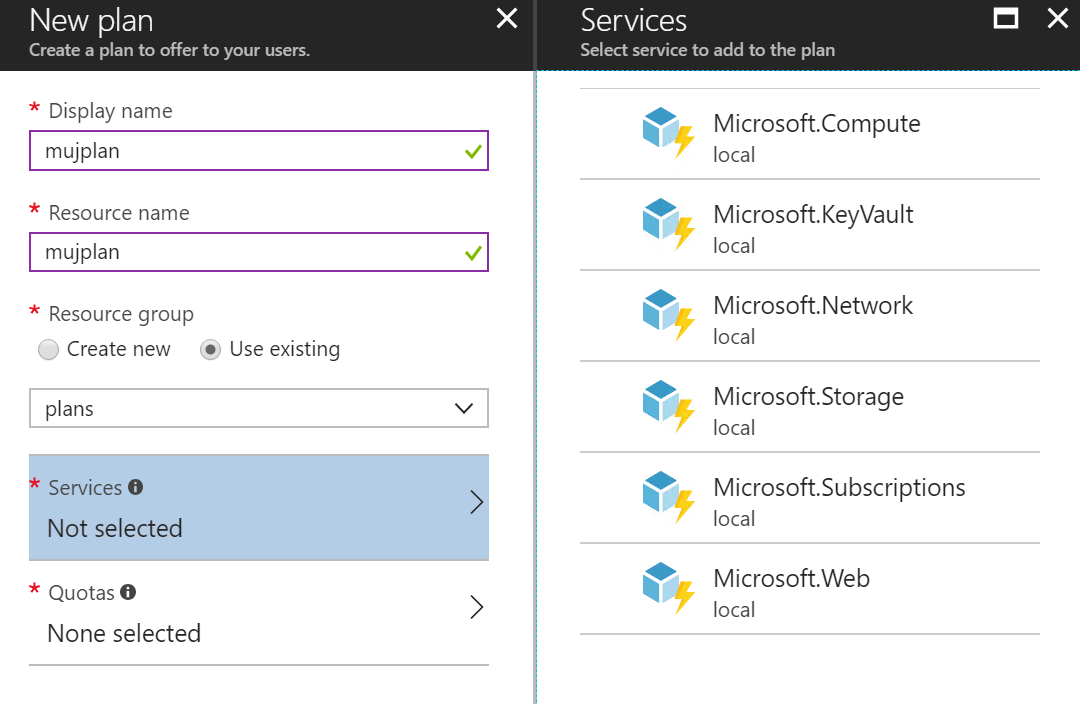 New plan
Create a plan to offer to your users.
* Display name
mujplan
* Resource name
mujplan
* Resource group
Create new Use existing
plans
* Services
Not selected
* Quotas
None selected
Services
Select service to add to the plan
Microsoft.Compute
local
Microsoft.KeyVault
local
Microsoft.Network
local
Microsoft.Storage
local
Microsoft.Subscriptions
local
Microsoft.Web
local